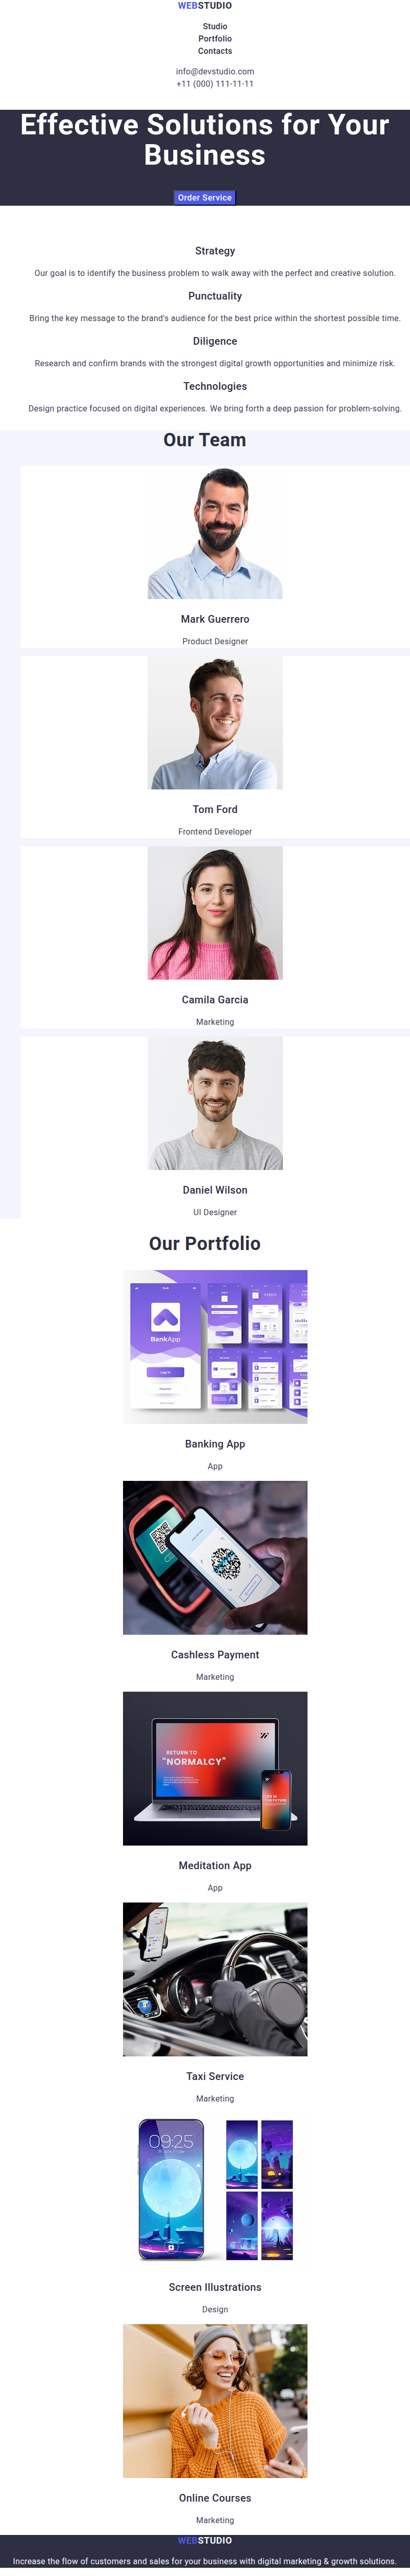 WEBSTUDIO
Studio
Portfolio
Contacts
info@devstudio.com
+11 (000) 111-11-11
Effective Solutions for Your
Business
Order Service
Strategy
Our goal is to identify the business problem to walk away with the perfect and creative solution.
Punctuality
Bring the key message to the brand's audience for the best price within the shortest possible time.
Diligence
Research and confirm brands with the strongest digital growth opportunities and minimize risk.
Technologies
Design practice focused on digital experiences. We bring forth a deep passion for problem-solving.
Our Team
Mark Guerrero
Product Designer
Tom Ford
Frontend Developer
Camila Garcia
Marketing
Daniel Wilson
UI Designer
Our Portfolio
BankApp
Log In
Banking App
App
Cashless Payment
Marketing
RETURN TO
"NORMALCY"
Meditation App
App
Taxi Service
Marketing
09:25
Screen Illustrations
Design
Online Courses
Marketing
WEBSTUDIO
Increase the flow of customers and sales for your business with digital marketing & growth solutions.